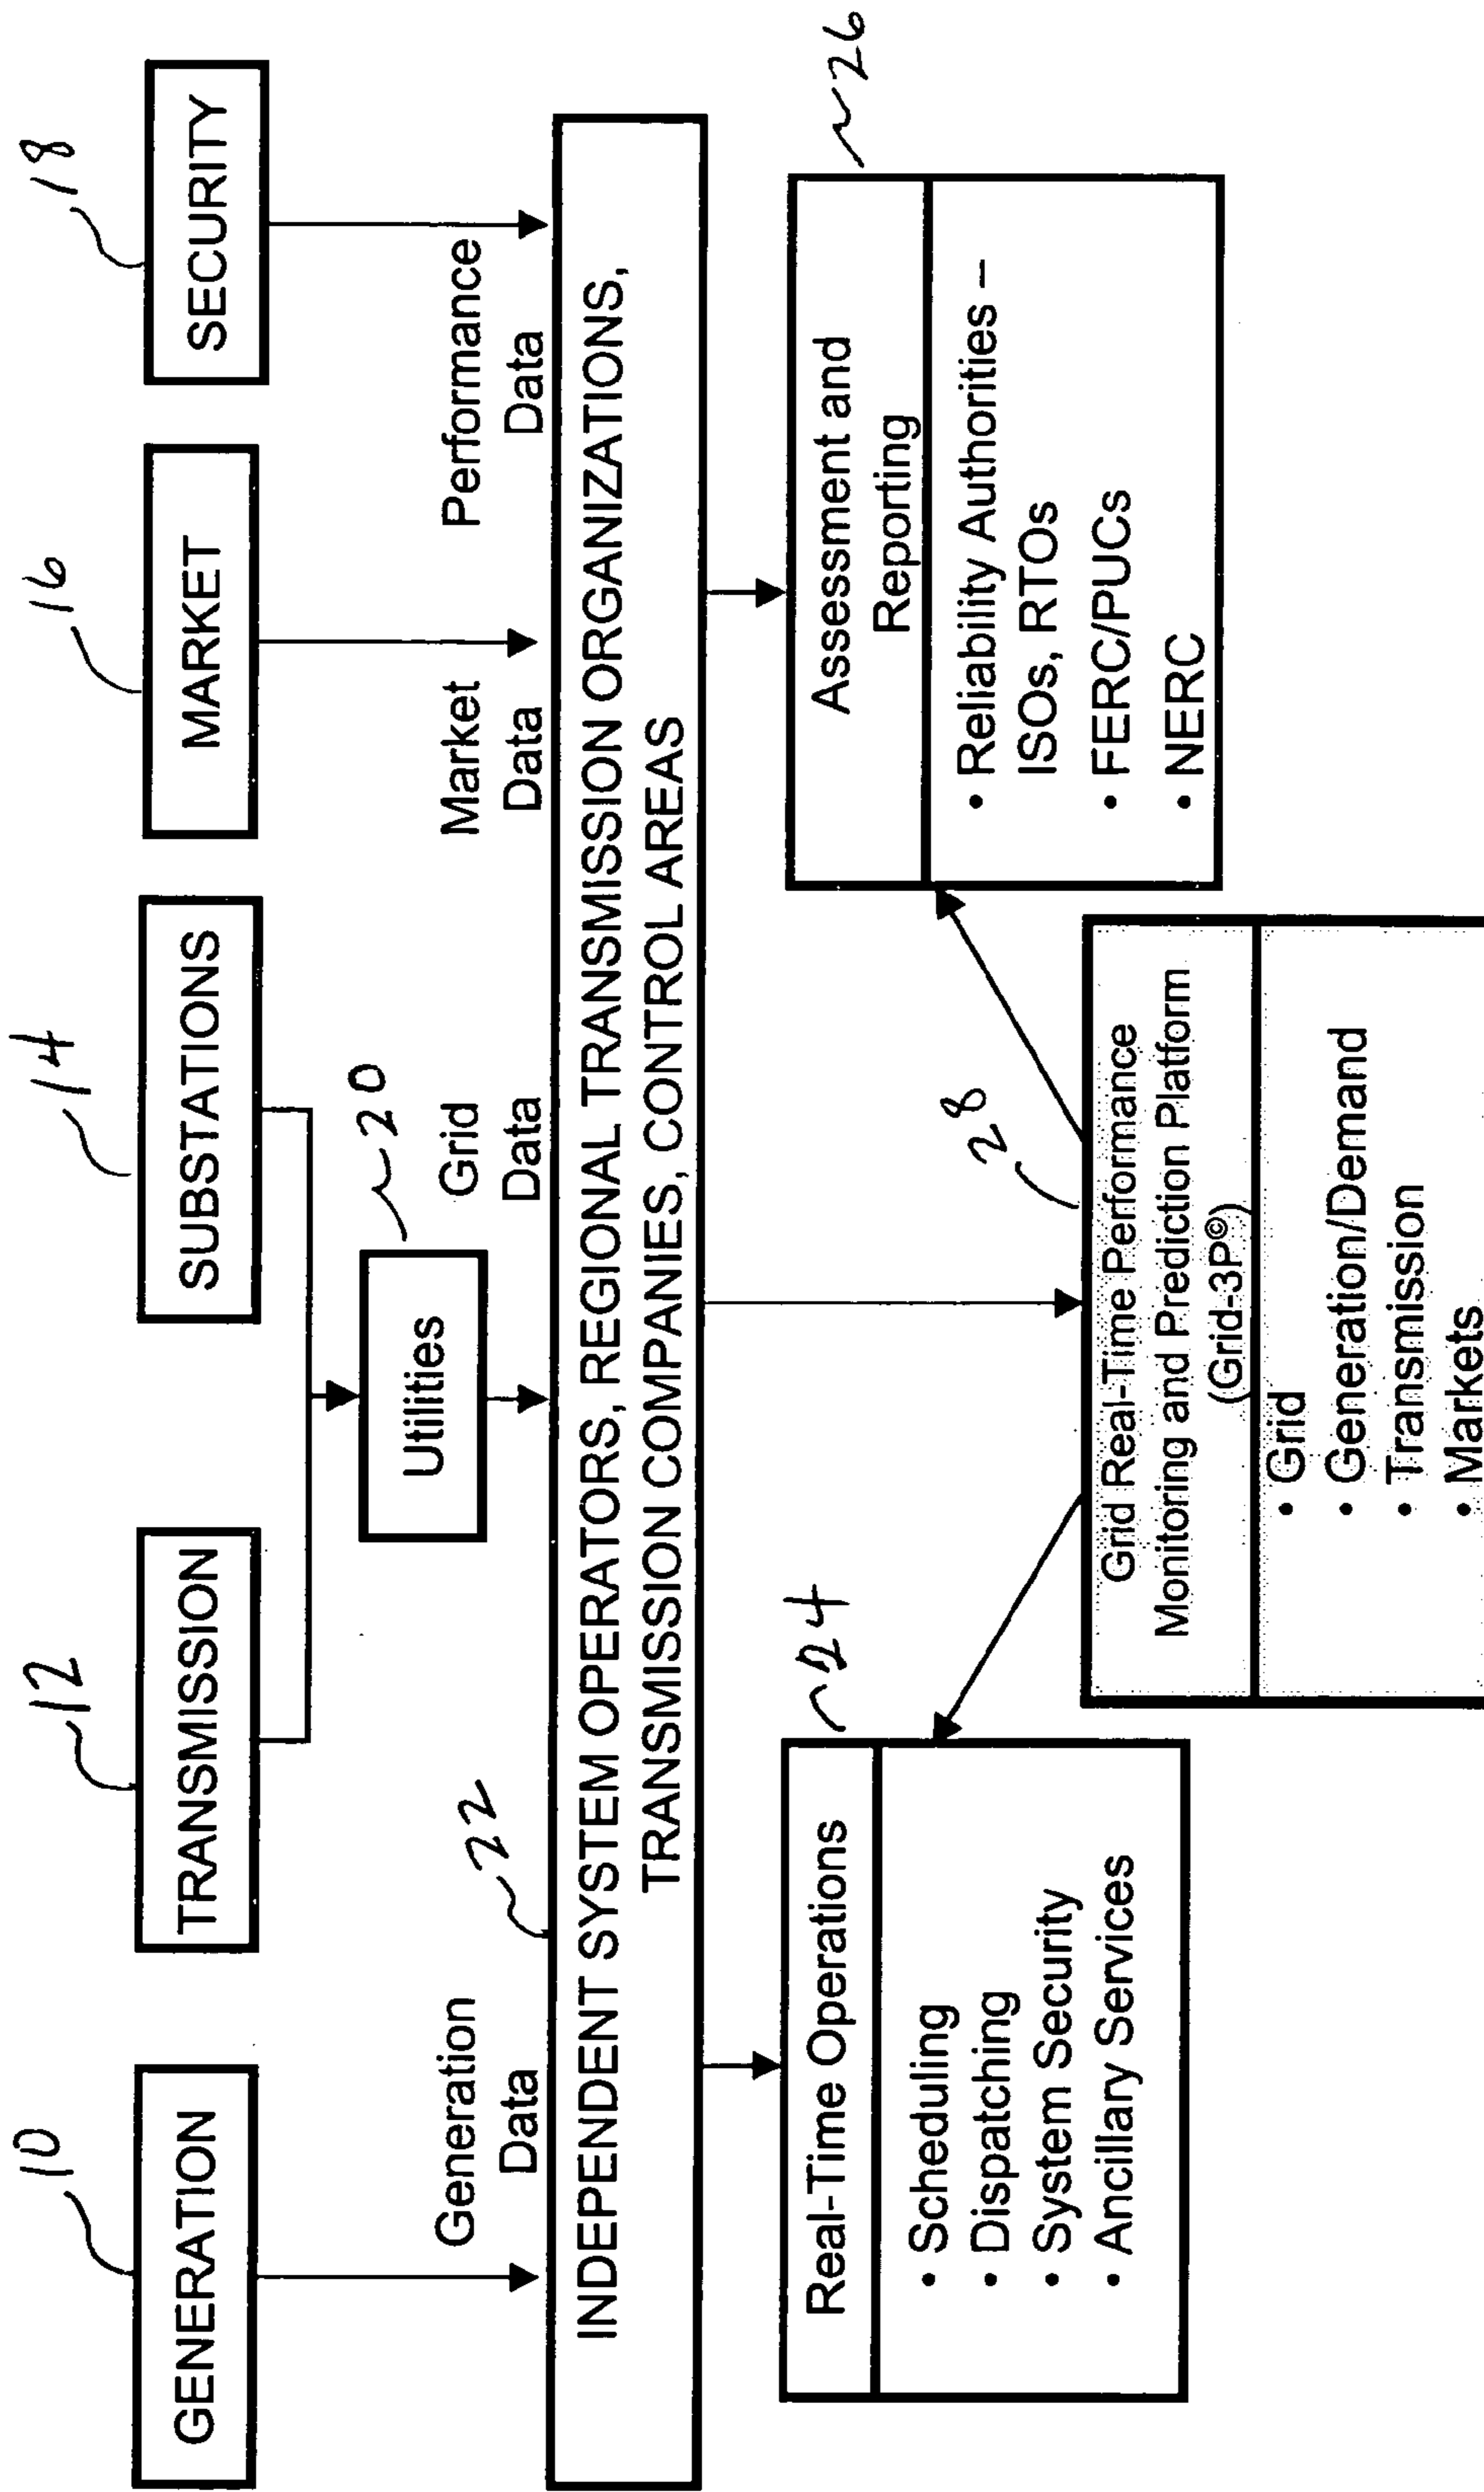 10
12
14
16
18
GENERATION
TRANSMISSION
SUBSTATIONS
MARKET
SECURITY
20
Utilities
22
Generation
Data
Grid
Data
Market
Data
Performance
Data
INDEPENDENT SYSTEM OPERATORS, REGIONAL TRANSMISSION ORGANIZATIONS,
TRANSMISSION COMPANIES, CONTROL AREAS
24
Real-Time Operations
• Scheduling
• Dispatching
• System Security
• Ancillary Services
28
Grid Real-Time Performance
Monitoring and Prediction Platform
(Grid-3P©)
• Grid
• Generation/Demand
• Transmission
• Markets
26
Assessment and
Reporting
• Reliability Authorities –
ISOs, RTOs
• FERC/PUCs
• NERC